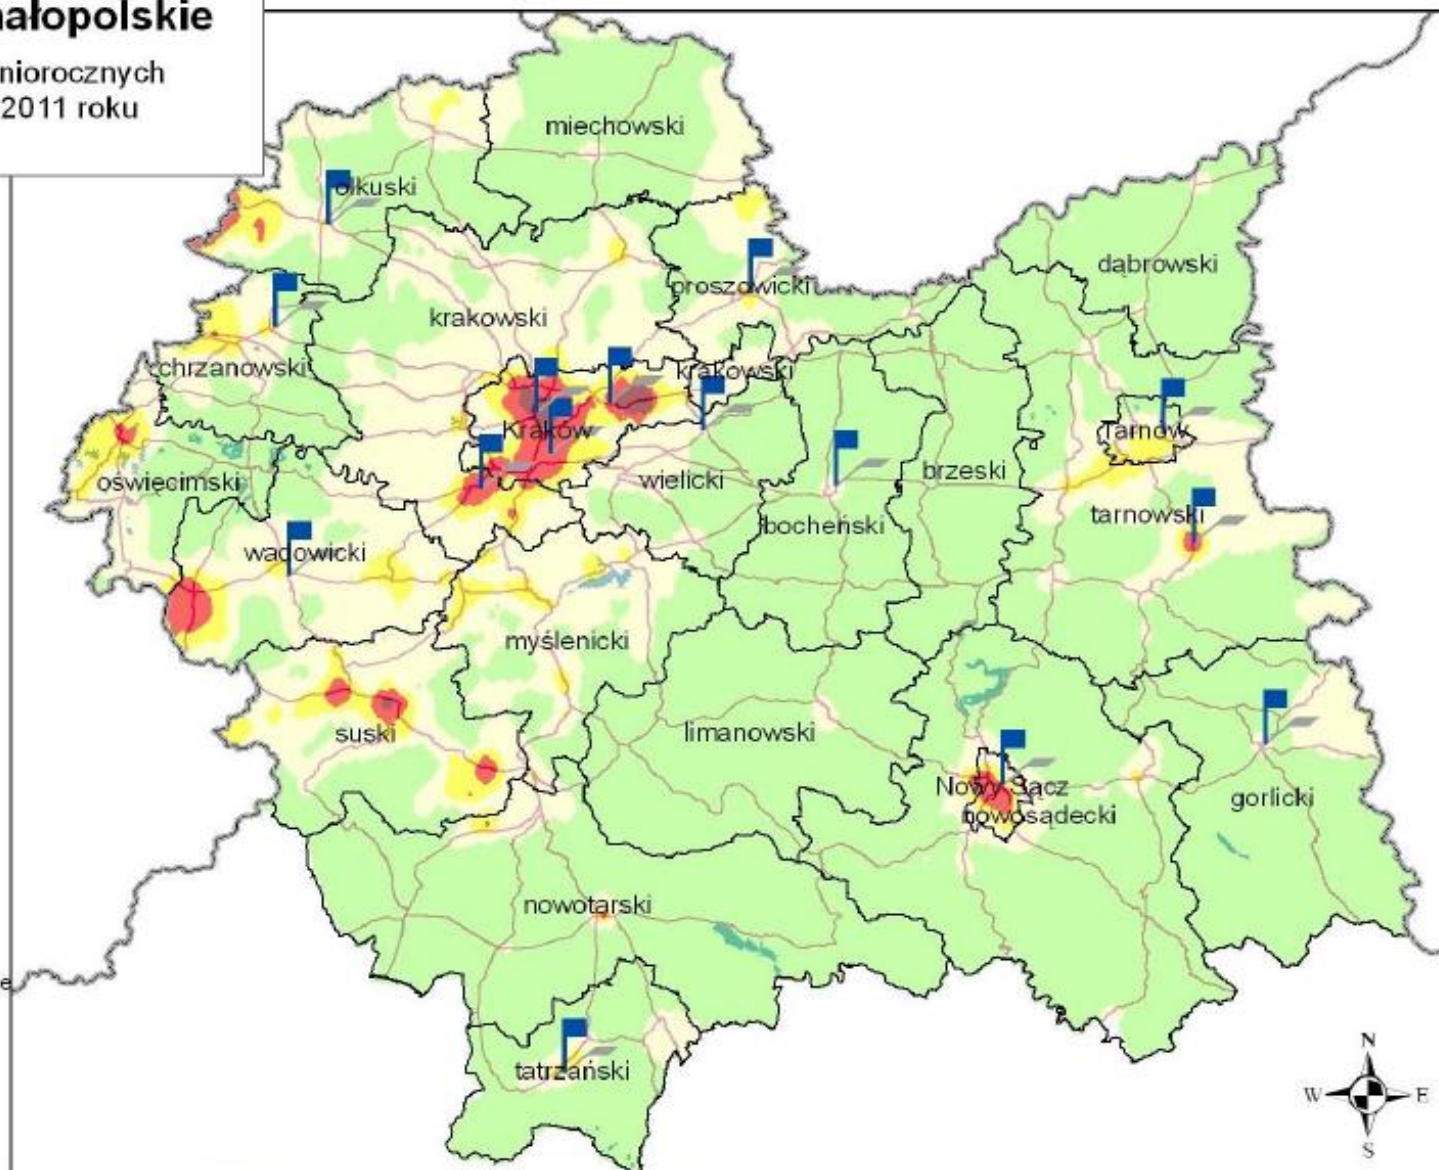 małopolskie
niorocznych
2011 roku
miechowski
olkuski
dąbrowski
proszowicki
krakowski
chrzanowski
krakowski
Kraków
Tarnów
oświęcimski
wielicki
brzeski
bocheński
tarnowski
wadowicki
myślenicki
suski
limanowski
Nowy Sącz
nowosądecki
gorlicki
nowotarski
e
tatrzański
N
W E
S